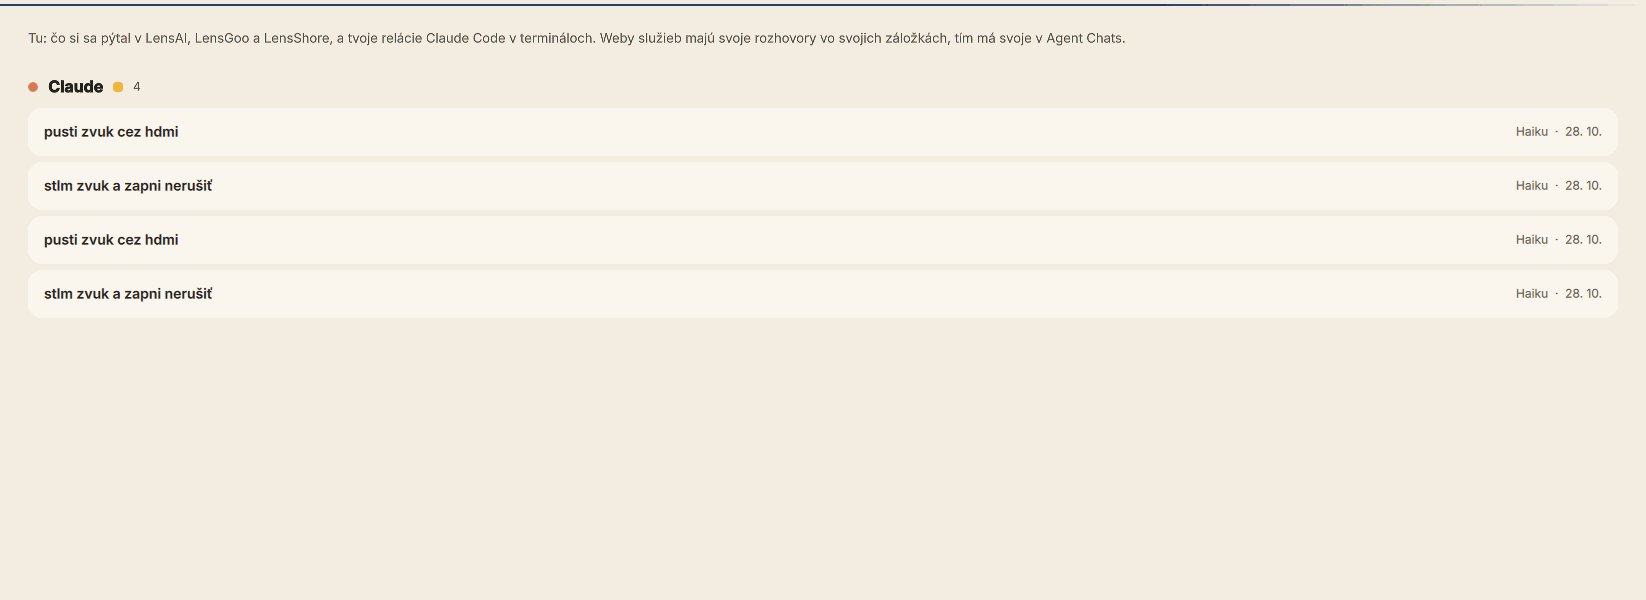 Tu: čo si sa pýtal v LensAI, LensGoo a LensShore, a tvoje relácie Claude Code v termináloch. Weby služieb majú svoje rozhovory vo svojich záložkách, tím má svoje v Agent Chats.
Claude 4
pusti zvuk cez hdmi Haiku · 28. 10.
stlm zvuk a zapni nerušiť Haiku · 28. 10.
pusti zvuk cez hdmi Haiku · 28. 10.
stlm zvuk a zapni nerušiť Haiku · 28. 10.